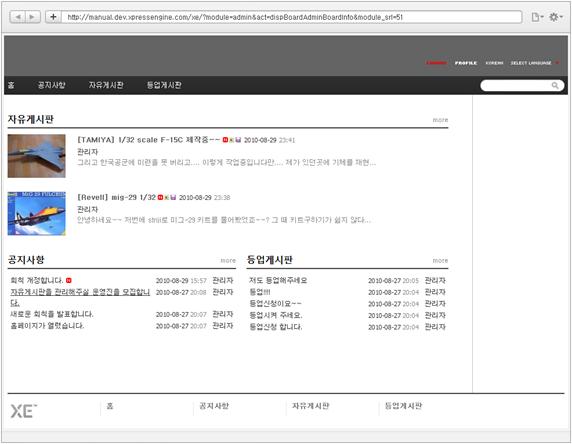 http://manual.dev.xpressengine.com/xe/?module=admin&act=dispBoardAdminBoardInfo&module_srl=51
PROFILE KOREAN SELECT LANGUAGE
홈 공지사항 자유게시판 등업게시판
자유게시판 more
[TAMIYA] 1/32 scale F-15C 제작중~~ 2010-08-29 23:41
관리자
그리고 한국공군에 미련을 못 버리고.... 이렇게 작업중입니다만.... 제가 있던곳에 기체를 재현...
[Revell] mig-29 1/32 2010-08-29 23:38
관리자
안녕하세요~~ 저번에 로 미그-29 키트를 물어봤었죠~~? 그 때 키트구하기가 쉽지 않다...
공지사항 more
회칙 개정합니다. 2010-08-29 15:57 관리자
자유게시판을 관리해주실 운영진을 모집합니다. 2010-08-27 20:08 관리자
새로운 회칙을 발표합니다. 2010-08-27 20:07 관리자
홈페이지가 열렸습니다. 2010-08-27 20:07 관리자
등업게시판 more
저도 등업해주세요 2010-08-27 20:05 관리자
등업!!!! 2010-08-27 20:04 관리자
등업신청이요~~ 2010-08-27 20:04 관리자
등업시켜 주세요. 2010-08-27 20:04 관리자
등업신청 합니다. 2010-08-27 20:04 관리자
XE 홈 공지사항 자유게시판 등업게시판